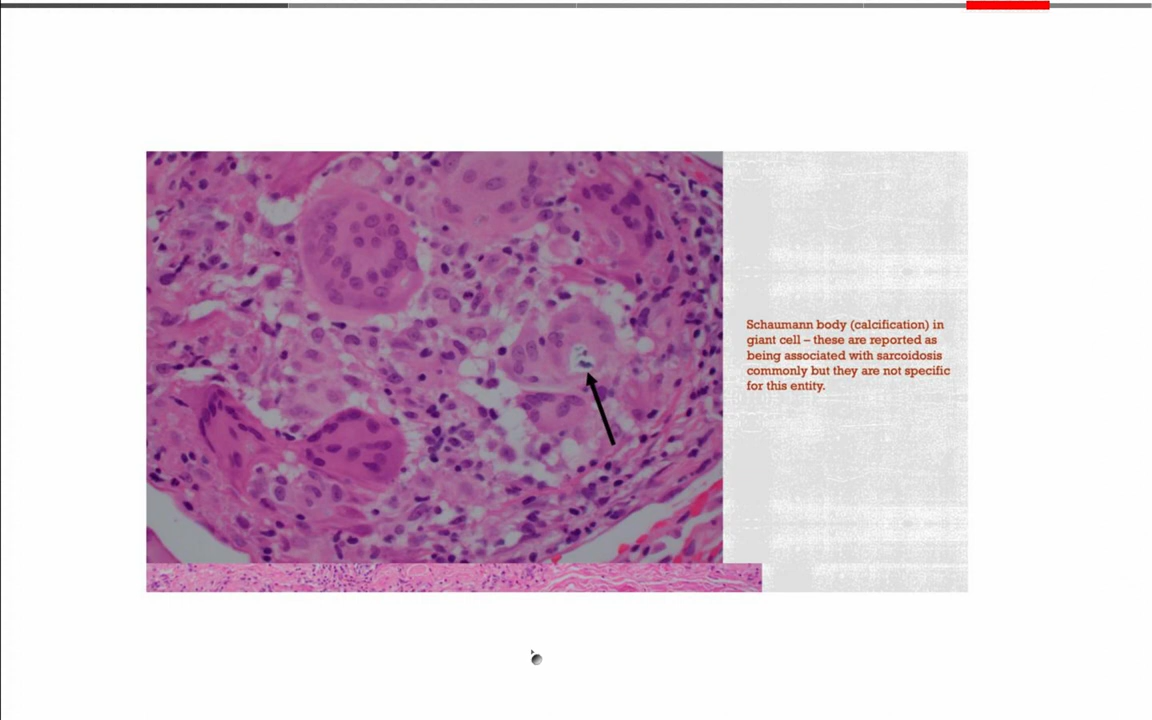 Schaumann body (calcification) in
giant cell – these are reported as
being associated with sarcoidosis
commonly but they are not specific
for this entity.